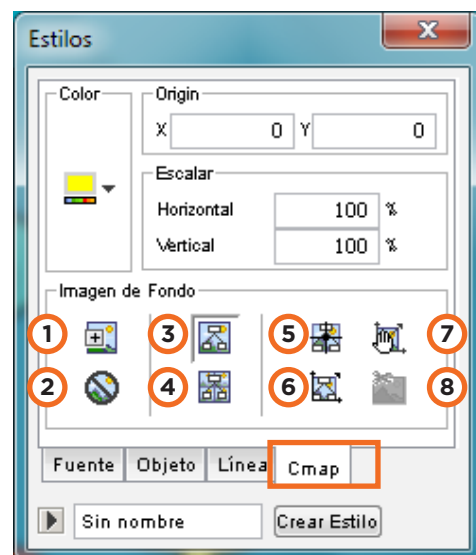 Estilos
Color
Origin
X 0 Y 0
Escalar
Horizontal 100 %
Vertical 100 %
Imagen de Fondo
1 3 5 7
2 4 6 8
Fuente Objeto Línea Cmap
Sin nombre Crear Estilo